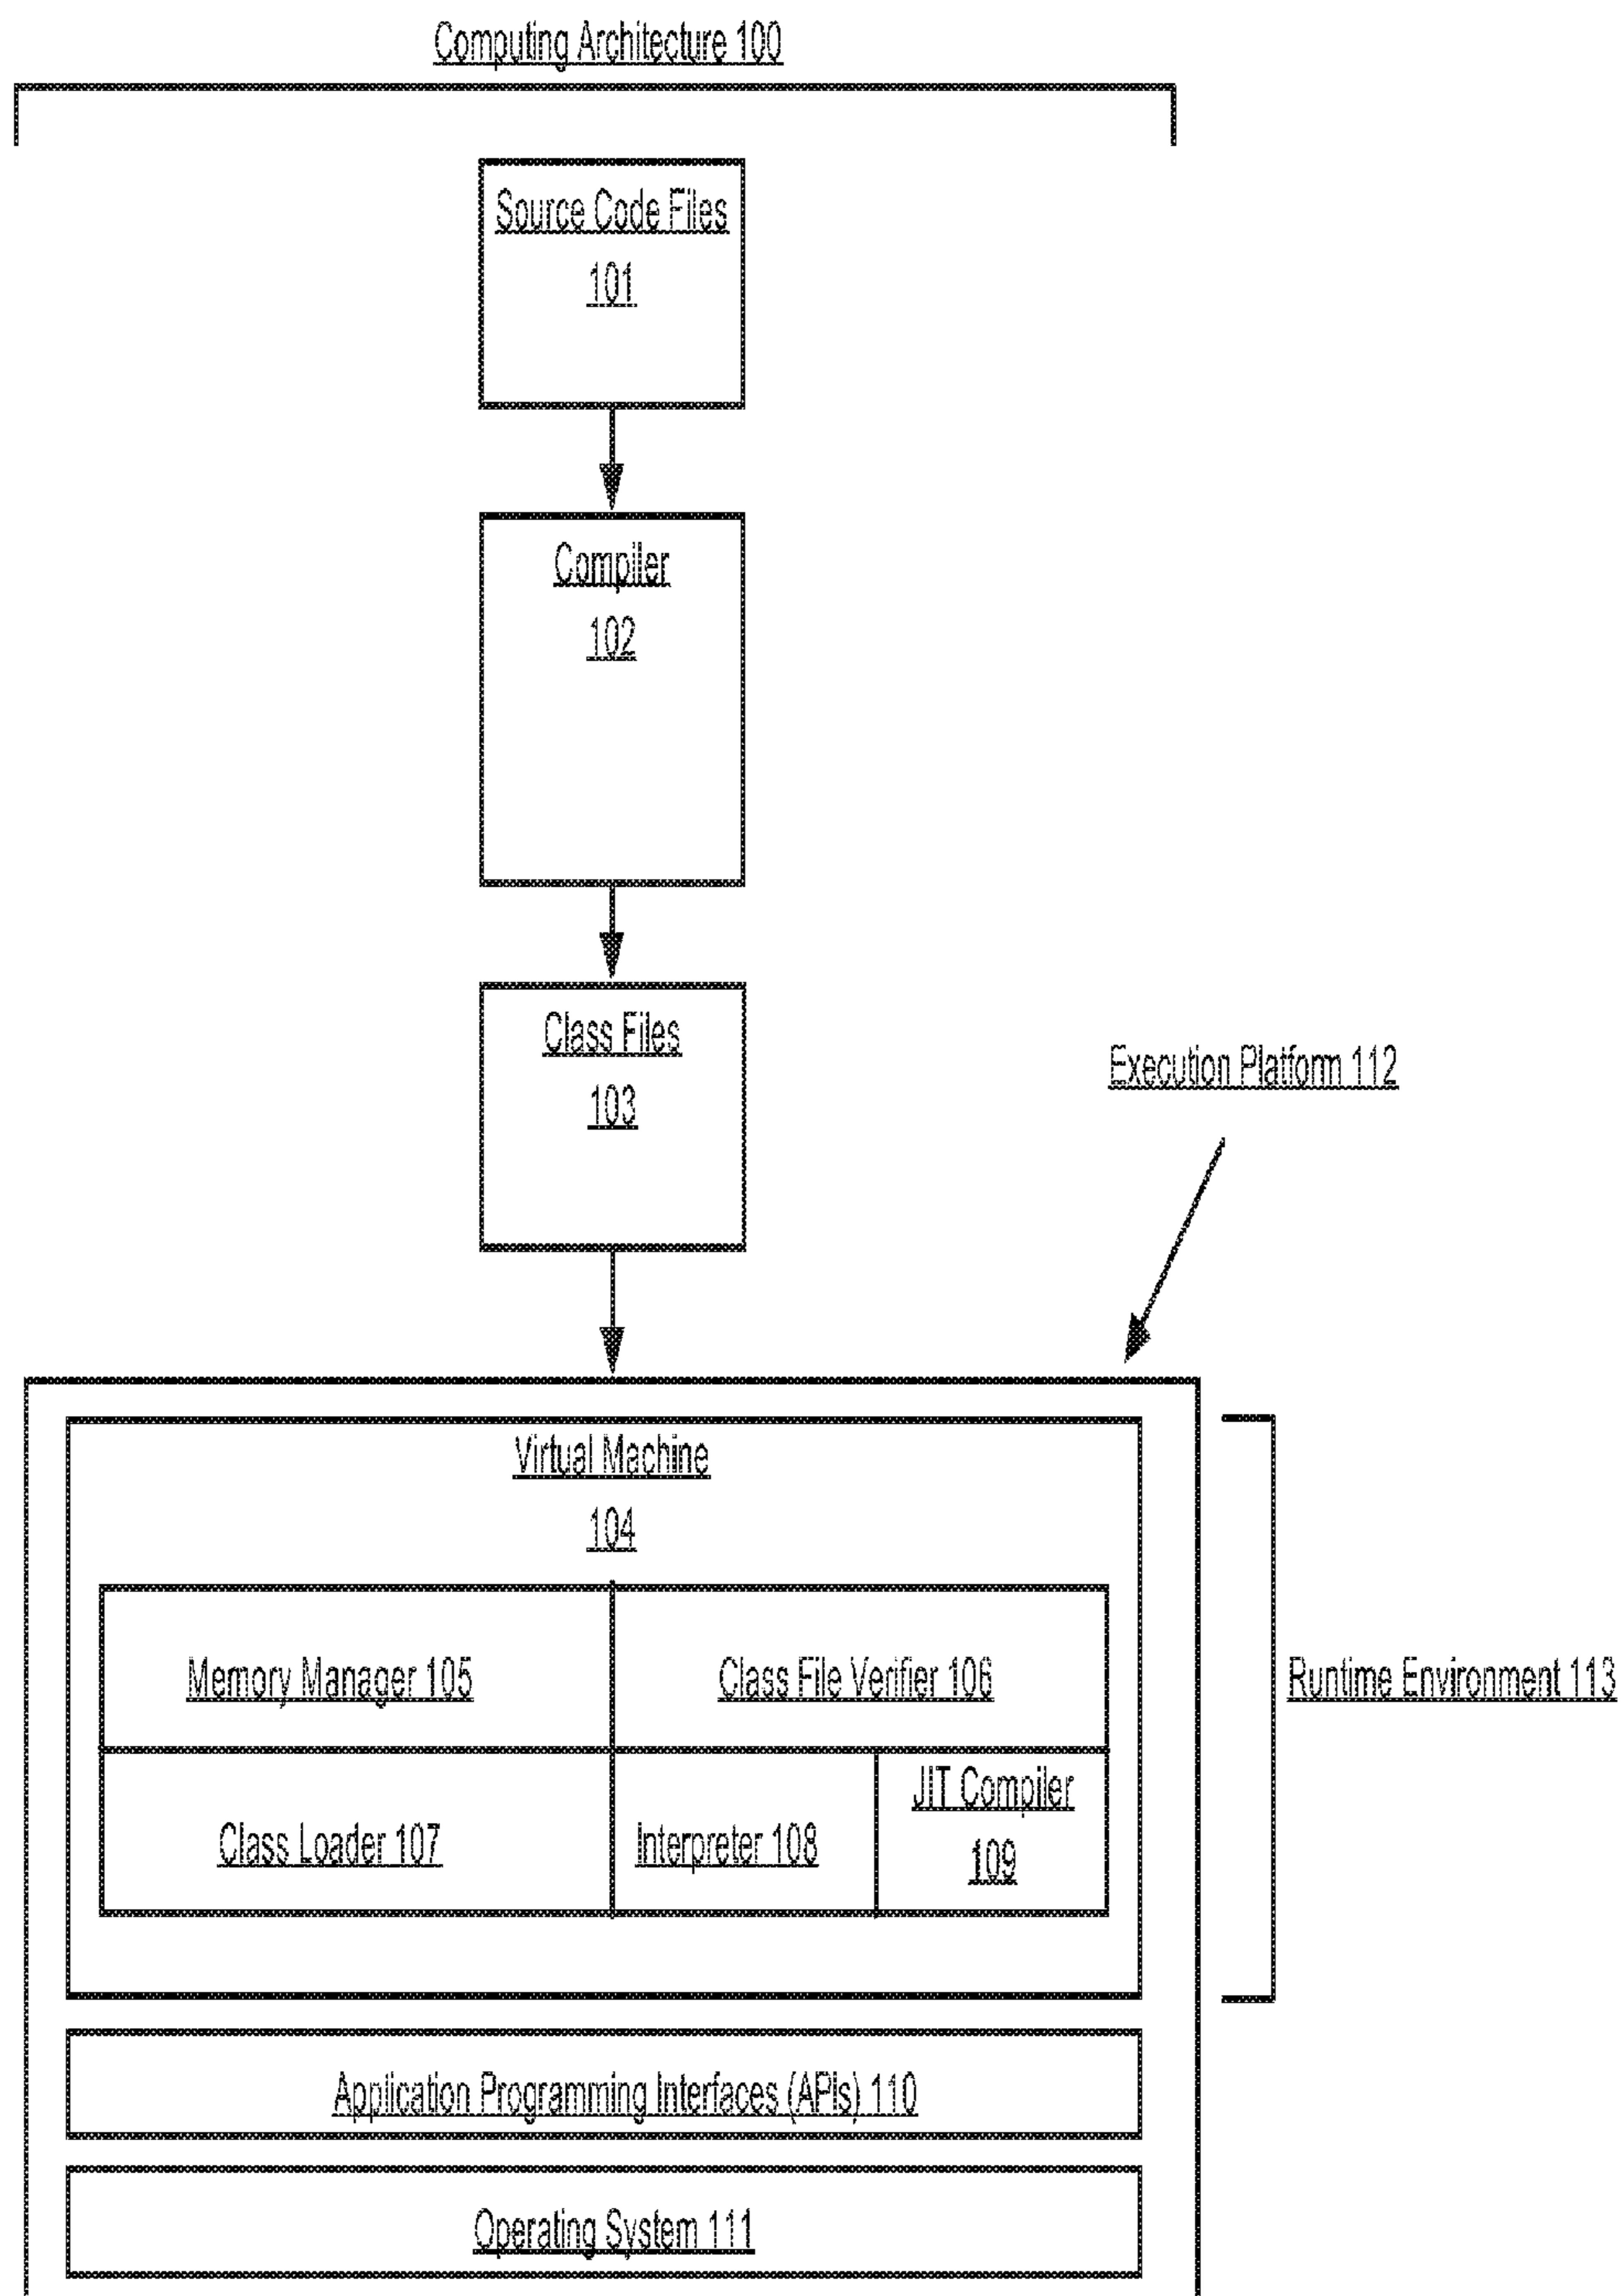 Computing Architecture 100
Source Code Files
101
Compiler
102
Class Files
103
Execution Platform 112
Virtual Machine
104
Memory Manager 105
Class File Verifier 106
Runtime Environment 113
Class Loader 107
Interpreter 108
JIT Compiler
109
Application Programming Interfaces (APIs) 110
Operating System 111